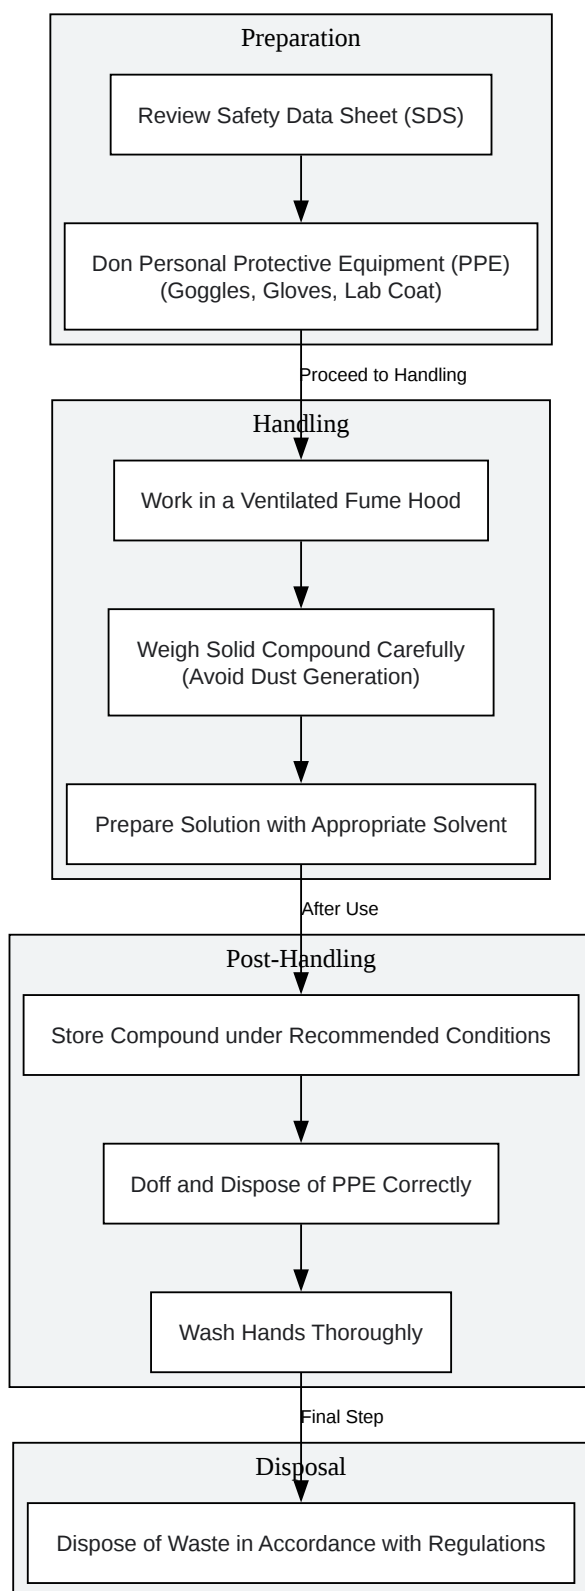 Preparation
Review Safety Data Sheet (SDS)
Don Personal Protective Equipment (PPE)
(Goggles, Gloves, Lab Coat)
Proceed to Handling
Handling
Work in a Ventilated Fume Hood
Weigh Solid Compound Carefully
(Avoid Dust Generation)
Prepare Solution with Appropriate Solvent
After Use
Post-Handling
Store Compound under Recommended Conditions
Doff and Dispose of PPE Correctly
Wash Hands Thoroughly
Final Step
Disposal
Dispose of Waste in Accordance with Regulations